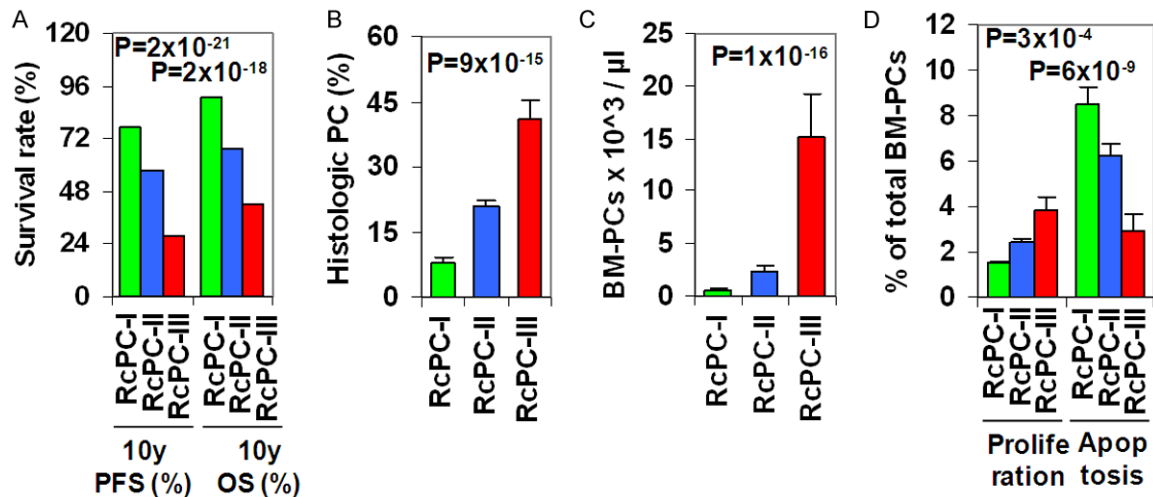 A
Survival rate (%)
120
96
72
48
24
0
P=2x10⁻²¹
P=2x10⁻¹⁸
RcPC-I
RcPC-II
RcPC-III
RcPC-I
RcPC-II
RcPC-III
10y
PFS (%)
10y
OS (%)
B
Histologic PC (%)
60
45
30
15
0
P=9x10⁻¹⁵
RcPC-I
RcPC-II
RcPC-III
C
BM-PCs x 10^3 / µl
25
20
15
10
5
0
P=1x10⁻¹⁶
RcPC-I
RcPC-II
RcPC-III
D
% of total BM-PCs
12
10
8
6
4
2
0
P=3x10⁻⁴
P=6x10⁻⁹
RcPC-I
RcPC-II
RcPC-III
RcPC-I
RcPC-II
RcPC-III
Prolife
ration
Apop
tosis